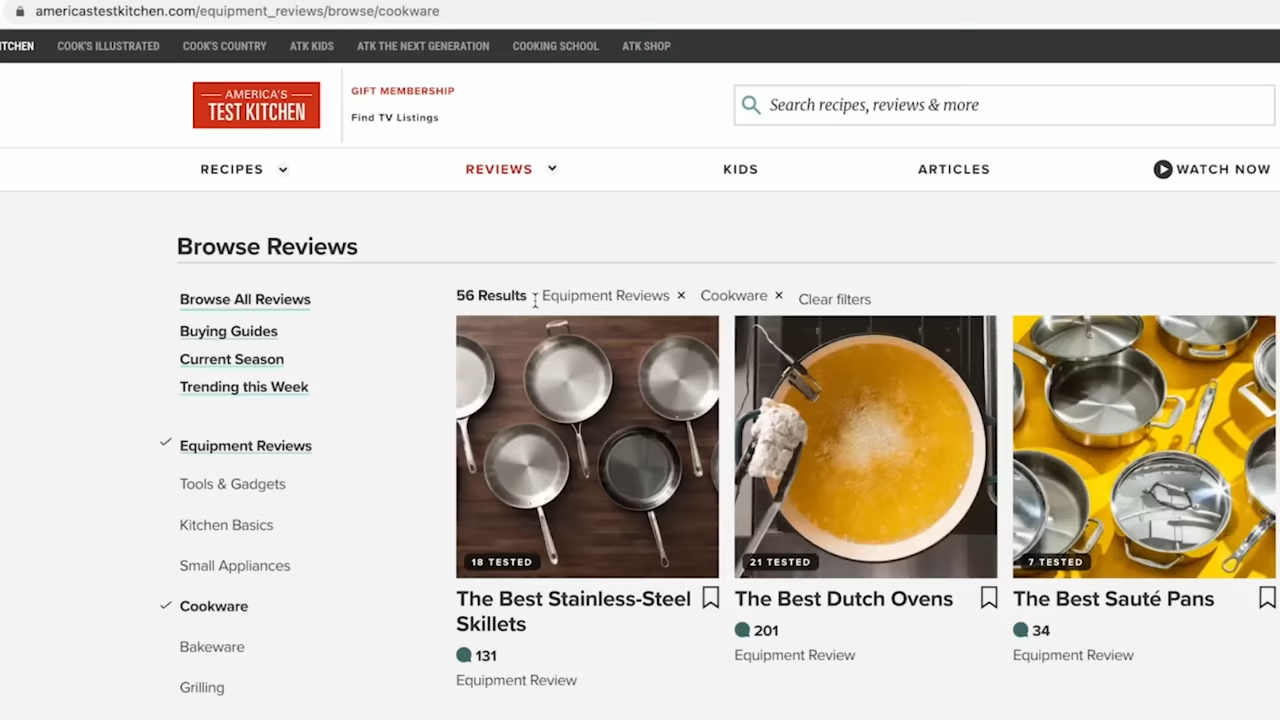 americastestkitchen.com/equipment_reviews/browse/cookware
ITCHEN COOK'S ILLUSTRATED COOK'S COUNTRY ATK KIDS ATK THE NEXT GENERATION COOKING SCHOOL ATK SHOP
AMERICA'S
TEST KITCHEN
GIFT MEMBERSHIP
Find TV Listings
Search recipes, reviews & more
RECIPES REVIEWS KIDS ARTICLES WATCH NOW
Browse Reviews
Browse All Reviews
Buying Guides
Current Season
Trending this Week
Equipment Reviews
Tools & Gadgets
Kitchen Basics
Small Appliances
Cookware
Bakeware
Grilling
56 Results Equipment Reviews × Cookware × Clear filters
18 TESTED
The Best Stainless-Steel
Skillets
131
Equipment Review
21 TESTED
The Best Dutch Ovens
201
Equipment Review
7 TESTED
The Best Sauté Pans
34
Equipment Review